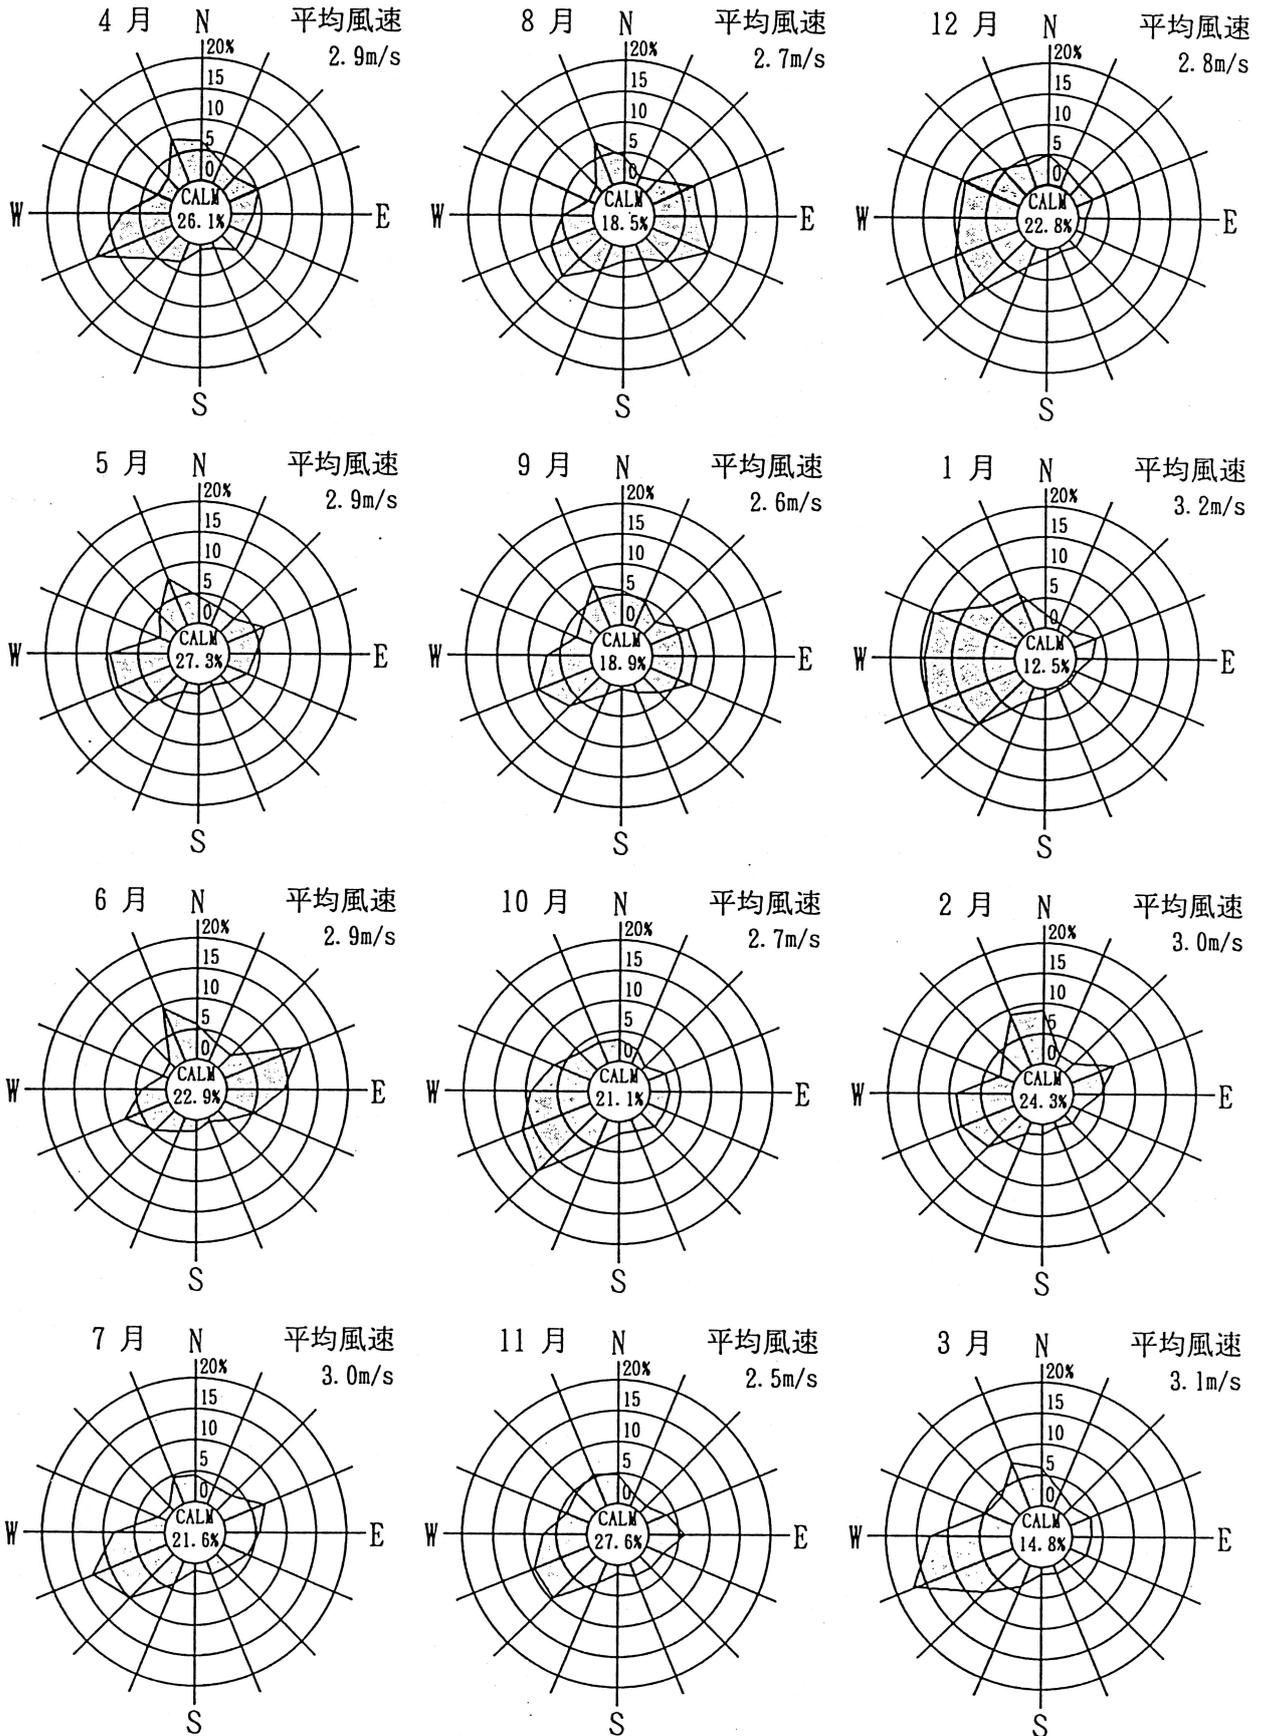 4 月 N 平均風速
20% 2.9m/s
15
10
5
0
CALM
W 26.1% E
S
8 月 N 平均風速
20% 2.7m/s
15
10
5
0
CALM
W 18.5% E
S
12 月 N 平均風速
20% 2.8m/s
15
10
5
0
CALM
W 22.8% E
S
5 月 N 平均風速
20% 2.9m/s
15
10
5
0
CALM
W 27.3% E
S
9 月 N 平均風速
20% 2.6m/s
15
10
5
0
CALM
W 18.9% E
S
1 月 N 平均風速
20% 3.2m/s
15
10
5
0
CALM
W 12.5% E
S
6 月 N 平均風速
20% 2.9m/s
15
10
5
0
CALM
W 22.9% E
S
10 月 N 平均風速
20% 2.7m/s
15
10
5
0
CALM
W 21.1% E
S
2 月 N 平均風速
20% 3.0m/s
15
10
5
0
CALM
W 24.3% E
S
7 月 N 平均風速
20% 3.0m/s
15
10
5
0
CALM
W 21.6% E
S
11 月 N 平均風速
20% 2.5m/s
15
10
5
0
CALM
W 27.6% E
S
3 月 N 平均風速
20% 3.1m/s
15
10
5
0
CALM
W 14.8% E
S